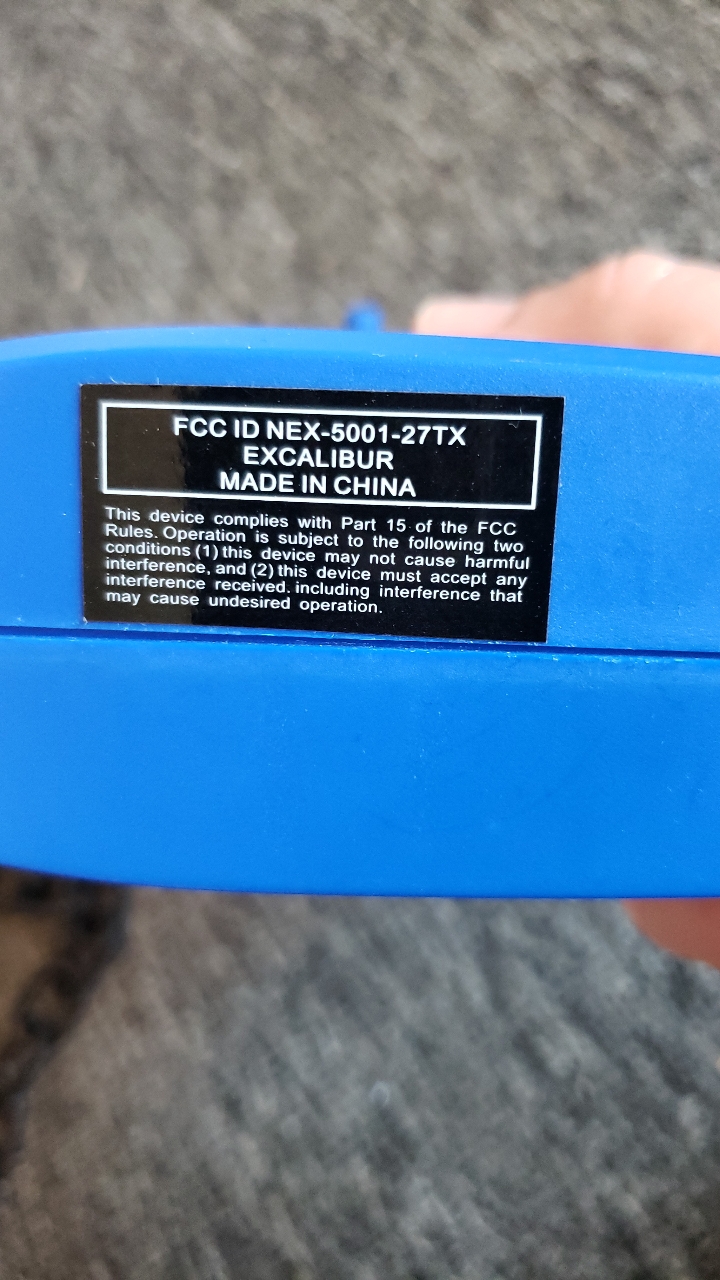 FCC ID NEX-5001-27TX
EXCALIBUR
MADE IN CHINA
This device complies with Part 15 of the FCC
Rules. Operation is subject to the following two
conditions (1) this device may not cause harmful
interference, and (2) this device must accept any
interference received. including interference that
may cause undesired operation.